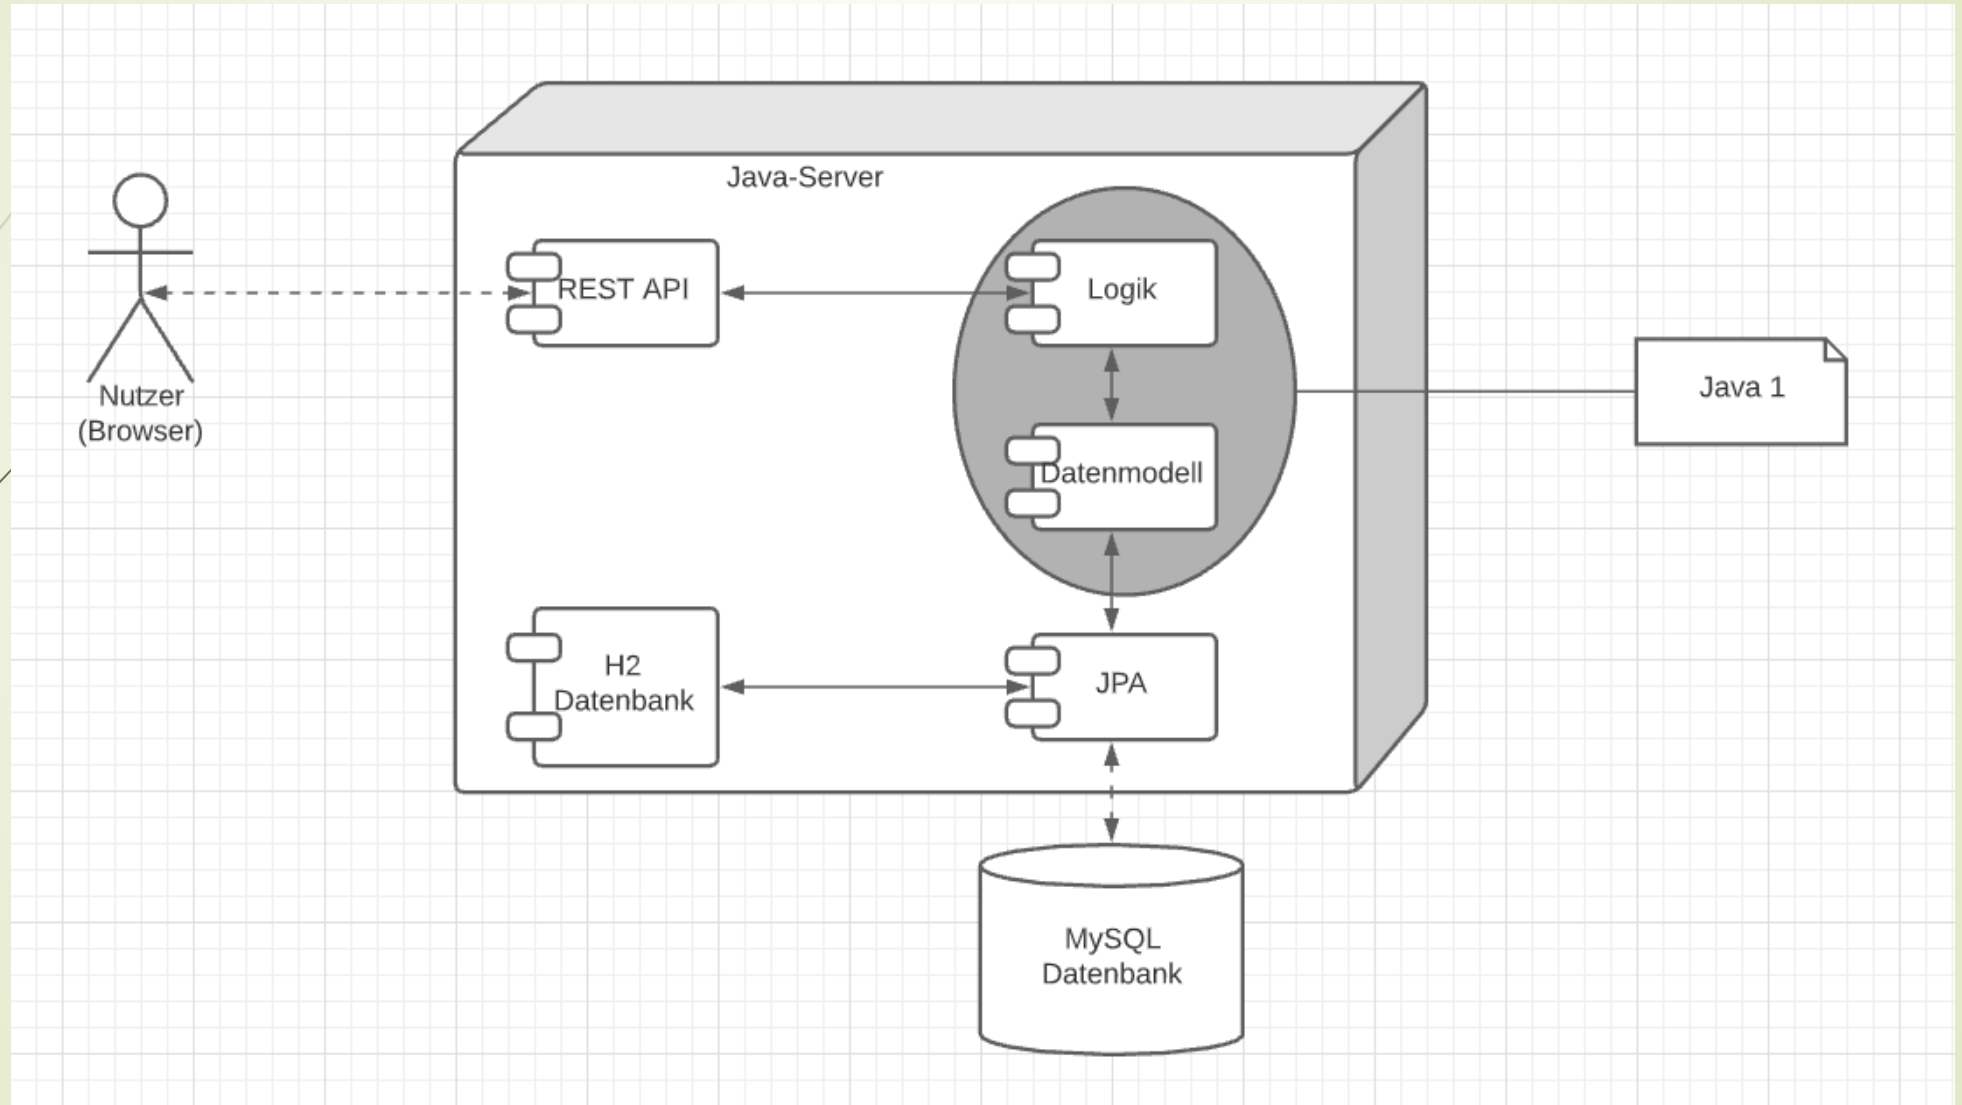 Java-Server
REST API
Logik
Nutzer
(Browser)
Java 1
Datenmodell
H2
Datenbank
JPA
MySQL
Datenbank